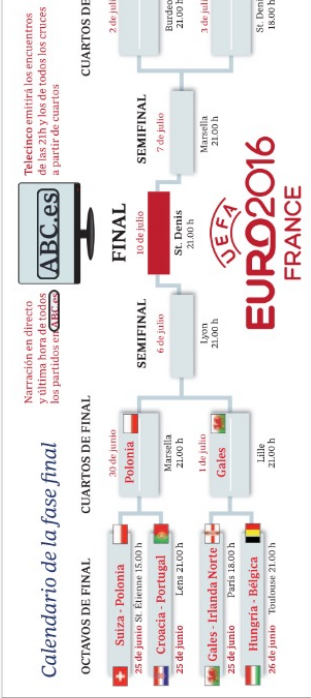 Calendario de la fase final
Narración en directo
y última hora de todos
los partidos en ABC.es
ABC.es
Telecinco emitirá los encuentros
de las 21h y los de todos los cruces
a partir de cuartos
OCTAVOS DE FINAL
Suiza - Polonia
25 de junio St. Étienne 15.00 h
Croacia - Portugal
25 de junio Lens 21.00 h
Gales - Irlanda Norte
25 de junio París 18.00 h
Hungría - Bélgica
26 de junio Toulouse 21.00 h
CUARTOS DE FINAL
30 de junio
Polonia
Marsella
21.00 h
1 de julio
Gales
Lille
21.00 h
SEMIFINAL
6 de julio
Lyon
21.00 h
FINAL
10 de julio
St. Denis
21.00 h
UEFA
EURO2016
FRANCE
SEMIFINAL
7 de julio
Marsella
21.00 h
CUARTOS DE
2 de juli
Burdeo
21.00 h
3 de juli
St. Deni
18.00 h